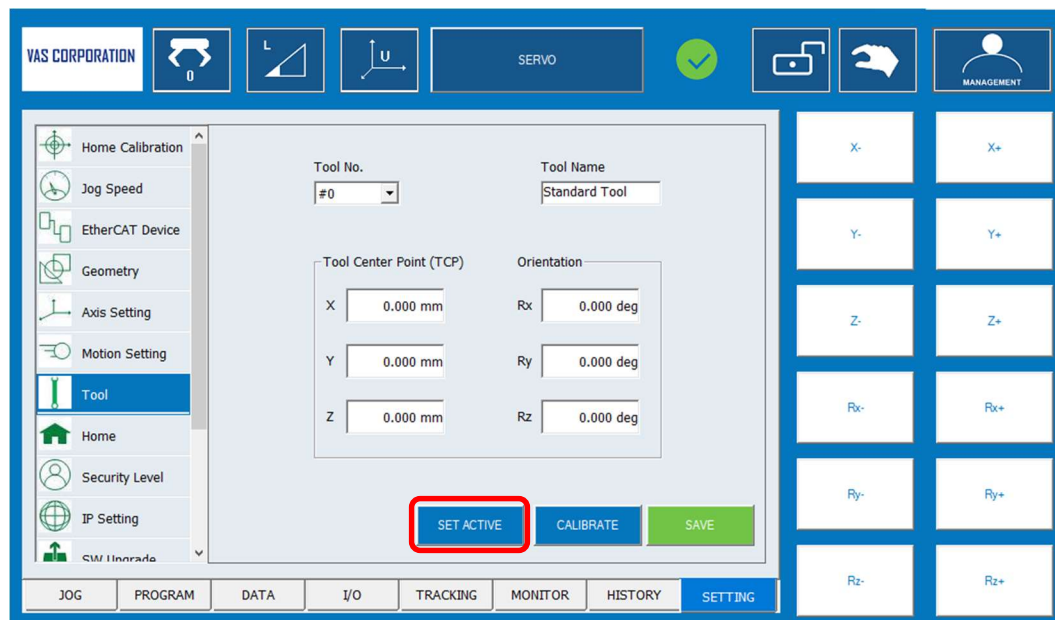 VAS CORPORATION
0
L
U
SERVO
MANAGEMENT
Home Calibration
Jog Speed
EtherCAT Device
Geometry
Axis Setting
Motion Setting
Tool
Home
Security Level
IP Setting
SW Upgrade
Tool No.
#0
Tool Name
Standard Tool
Tool Center Point (TCP)
Orientation
X 0.000 mm
Rx 0.000 deg
Y 0.000 mm
Ry 0.000 deg
Z 0.000 mm
Rz 0.000 deg
SET ACTIVE
CALIBRATE
SAVE
X-
X+
Y-
Y+
Z-
Z+
Rx-
Rx+
Ry-
Ry+
Rz-
Rz+
JOG
PROGRAM
DATA
I/O
TRACKING
MONITOR
HISTORY
SETTING